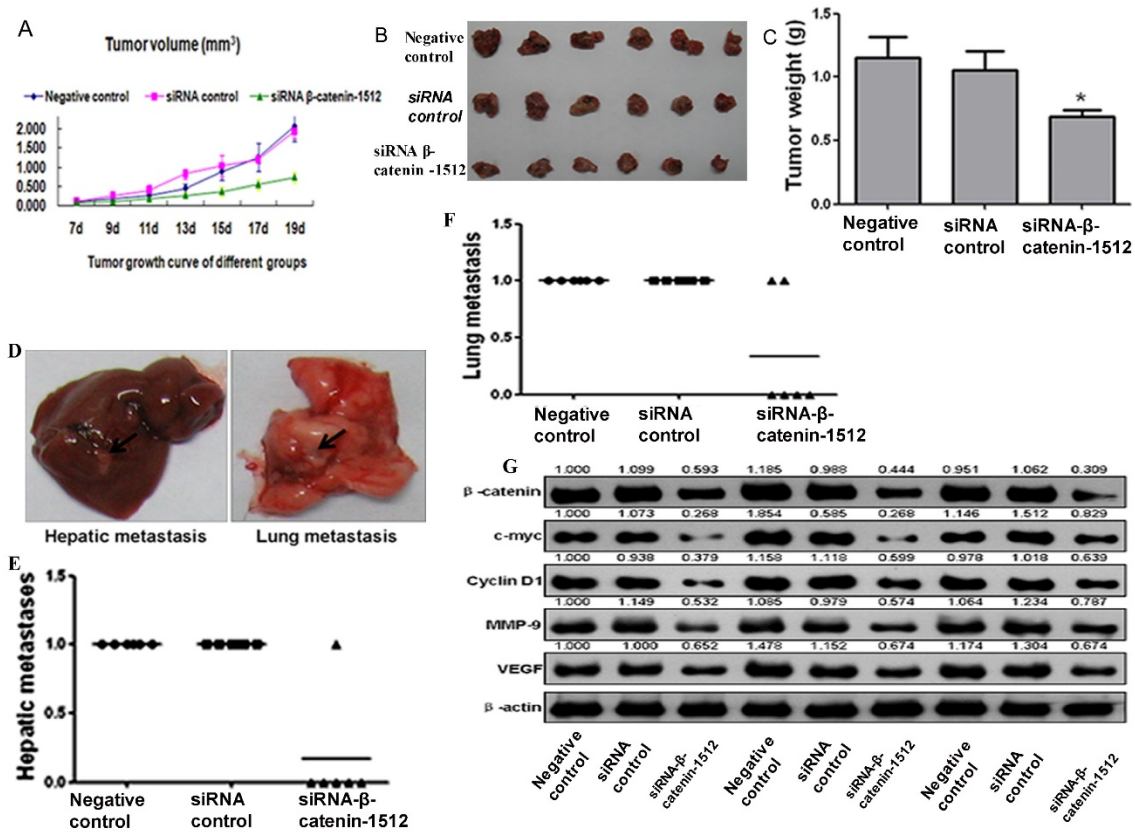 A
Tumor volume (mm³)
Negative control siRNA control siRNA β-catenin-1512
2.000
1.500
1.000
0.500
0.000
7d 9d 11d 13d 15d 17d 19d
Tumor growth curve of different groups
B
Negative
control
siRNA
control
siRNA β-
catenin -1512
C
Tumor weight (g)
1.5
1.0
0.5
0.0
*
Negative
control
siRNA
control
siRNA-β-
catenin-1512
D
Hepatic metastasis Lung metastasis
E
Hepatic metastases
1.5
1.0
0.5
0.0
Negative
control
siRNA
control
siRNA-β-
catenin-1512
F
Lung metastasis
1.5
1.0
0.5
0.0
Negative
control
siRNA
control
siRNA-β-
catenin-1512
G
1.000 1.099 0.593 1.185 0.988 0.444 0.951 1.062 0.309
β-catenin
1.000 1.073 0.268 1.854 0.585 0.268 1.146 1.512 0.829
c-myc
1.000 0.938 0.379 1.158 1.118 0.599 0.978 1.018 0.639
Cyclin D1
1.000 1.149 0.532 1.085 0.979 0.574 1.064 1.234 0.787
MMP-9
1.000 1.000 0.652 1.478 1.152 0.674 1.174 1.304 0.674
VEGF
β-actin
Negative
control
siRNA
control
siRNA-β-
catenin-1512
Negative
control
siRNA
control
siRNA-β-
catenin-1512
Negative
control
siRNA
control
siRNA-β-
catenin-1512